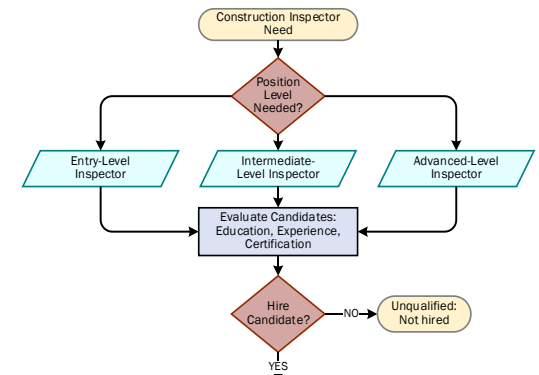 Construction Inspector
Need
Position
Level
Needed?
Entry-Level
Inspector
Intermediate-
Level Inspector
Advanced-Level
Inspector
Evaluate Candidates:
Education, Experience,
Certification
Hire
Candidate?
NO
Unqualified:
Not hired
YES